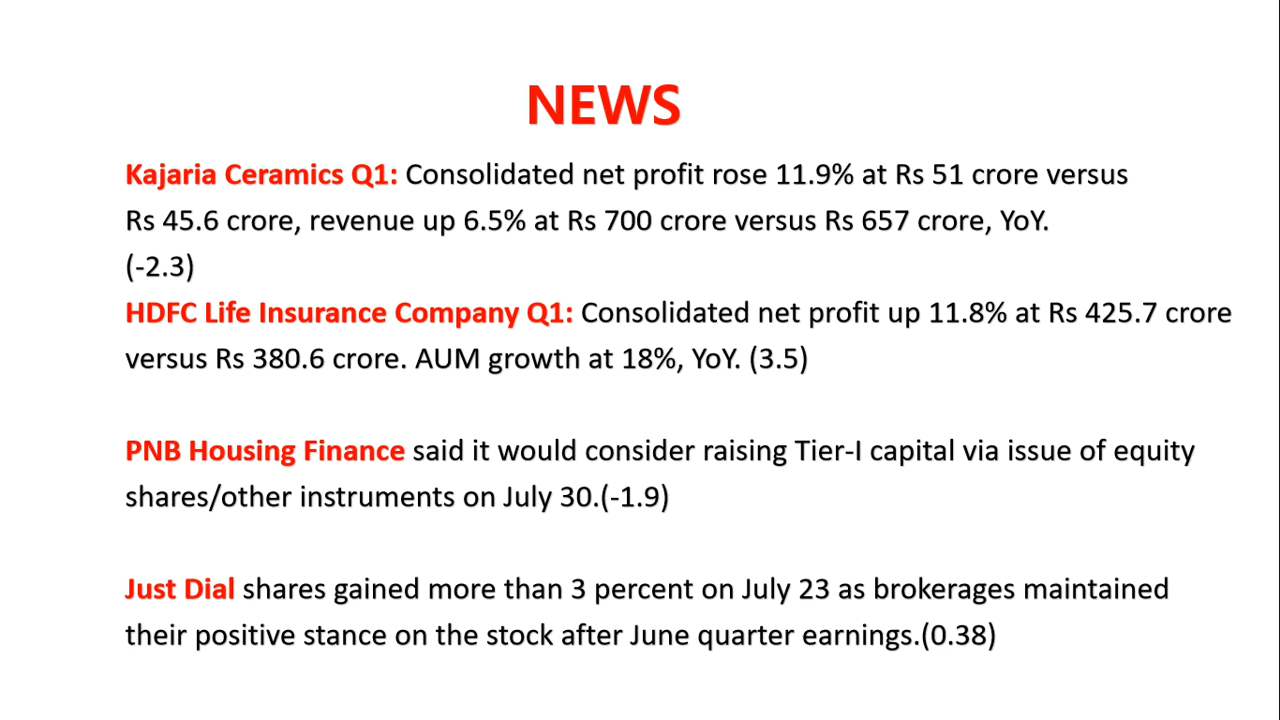 NEWS
Kajaria Ceramics Q1: Consolidated net profit rose 11.9% at Rs 51 crore versus
Rs 45.6 crore, revenue up 6.5% at Rs 700 crore versus Rs 657 crore, YoY.
(-2.3)
HDFC Life Insurance Company Q1: Consolidated net profit up 11.8% at Rs 425.7 crore
versus Rs 380.6 crore. AUM growth at 18%, YoY. (3.5)
PNB Housing Finance said it would consider raising Tier-I capital via issue of equity
shares/other instruments on July 30.(-1.9)
Just Dial shares gained more than 3 percent on July 23 as brokerages maintained
their positive stance on the stock after June quarter earnings.(0.38)